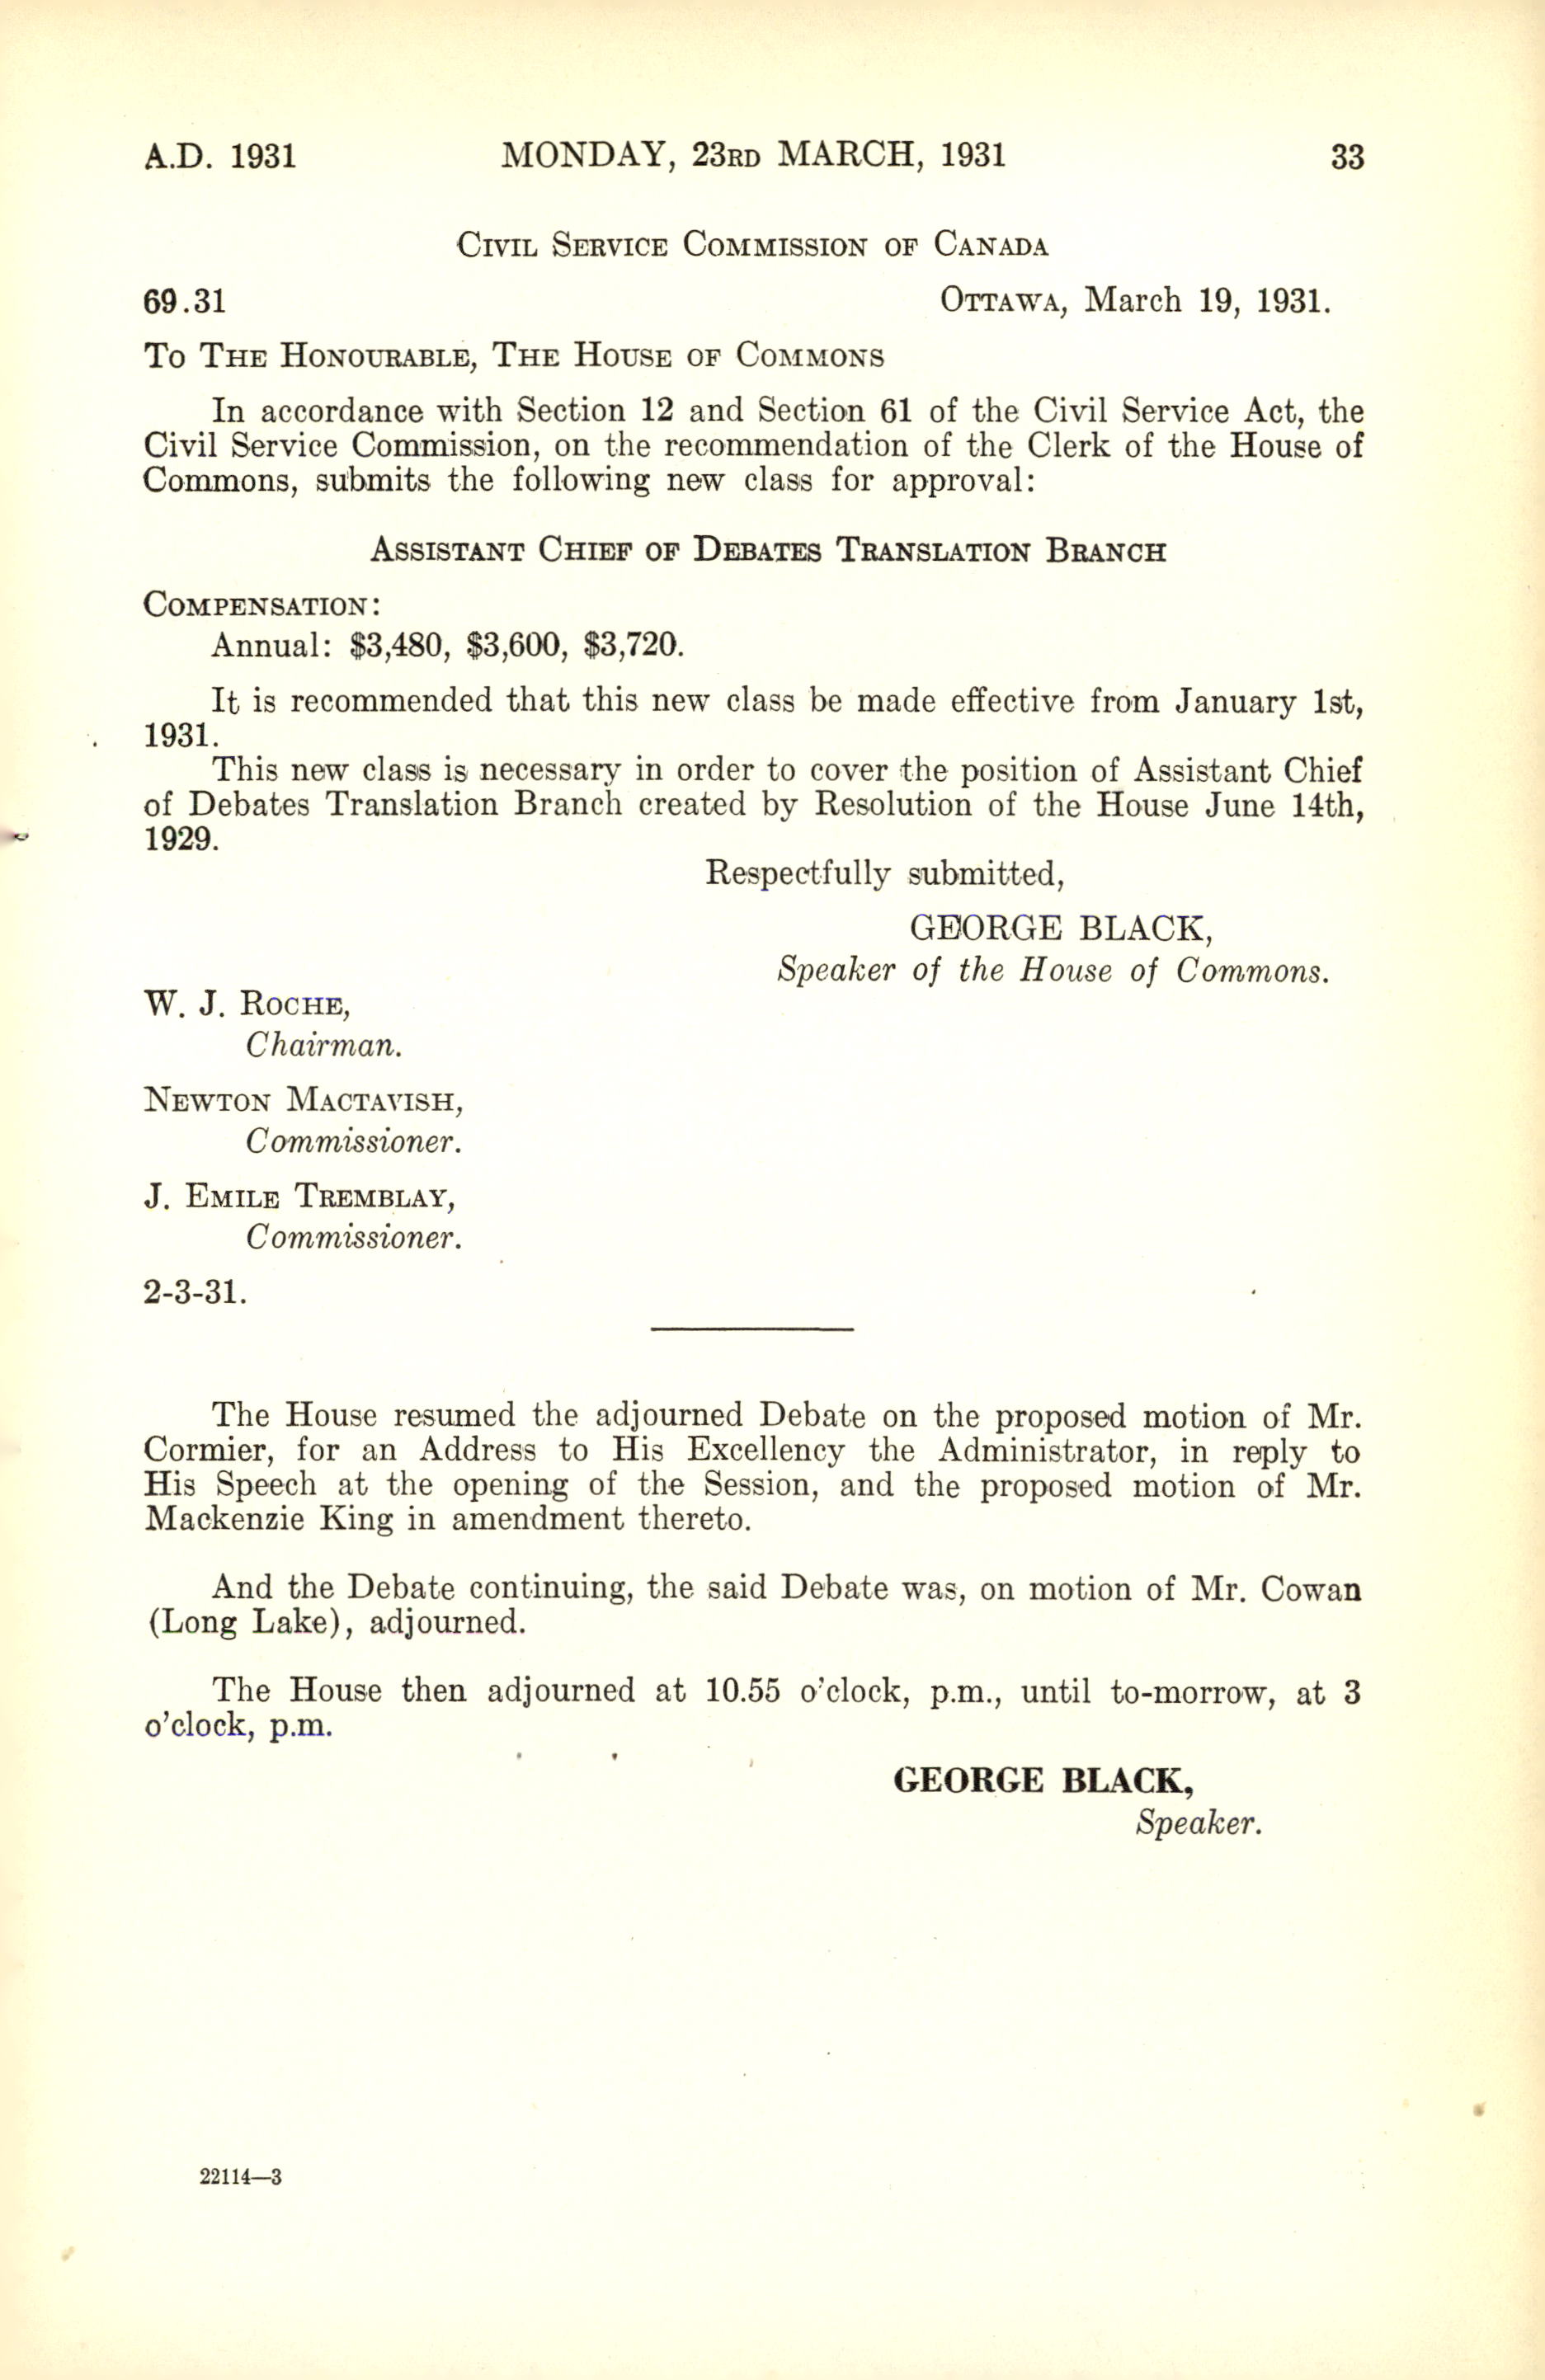 A.D. 1931 MONDAY, 23RD MARCH, 1931 33
CIVIL SERVICE COMMISSION OF CANADA
69.31 OTTAWA, March 19, 1931.
TO THE HONOURABLE, THE HOUSE OF COMMONS
In accordance with Section 12 and Section 61 of the Civil Service Act, the
Civil Service Commission, on the recommendation of the Clerk of the House of
Commons, submits the following new class for approval:
ASSISTANT CHIEF OF DEBATES TRANSLATION BRANCH
COMPENSATION:
Annual: $3,480, $3,600, $3,720.
It is recommended that this new class be made effective from January 1st,
1931.
This new class is necessary in order to cover the position of Assistant Chief
of Debates Translation Branch created by Resolution of the House June 14th,
1929.
Respectfully submitted,
GEORGE BLACK,
Speaker of the House of Commons.
W. J. ROCHE,
Chairman.
NEWTON MACTAVISH,
Commissioner.
J. EMILE TREMBLAY,
Commissioner.
2-3-31.
The House resumed the adjourned Debate on the proposed motion of Mr.
Cormier, for an Address to His Excellency the Administrator, in reply to
His Speech at the opening of the Session, and the proposed motion of Mr.
Mackenzie King in amendment thereto.
And the Debate continuing, the said Debate was, on motion of Mr. Cowan
(Long Lake), adjourned.
The House then adjourned at 10.55 o'clock, p.m., until to-morrow, at 3
o'clock, p.m.
GEORGE BLACK,
Speaker.
22114—3